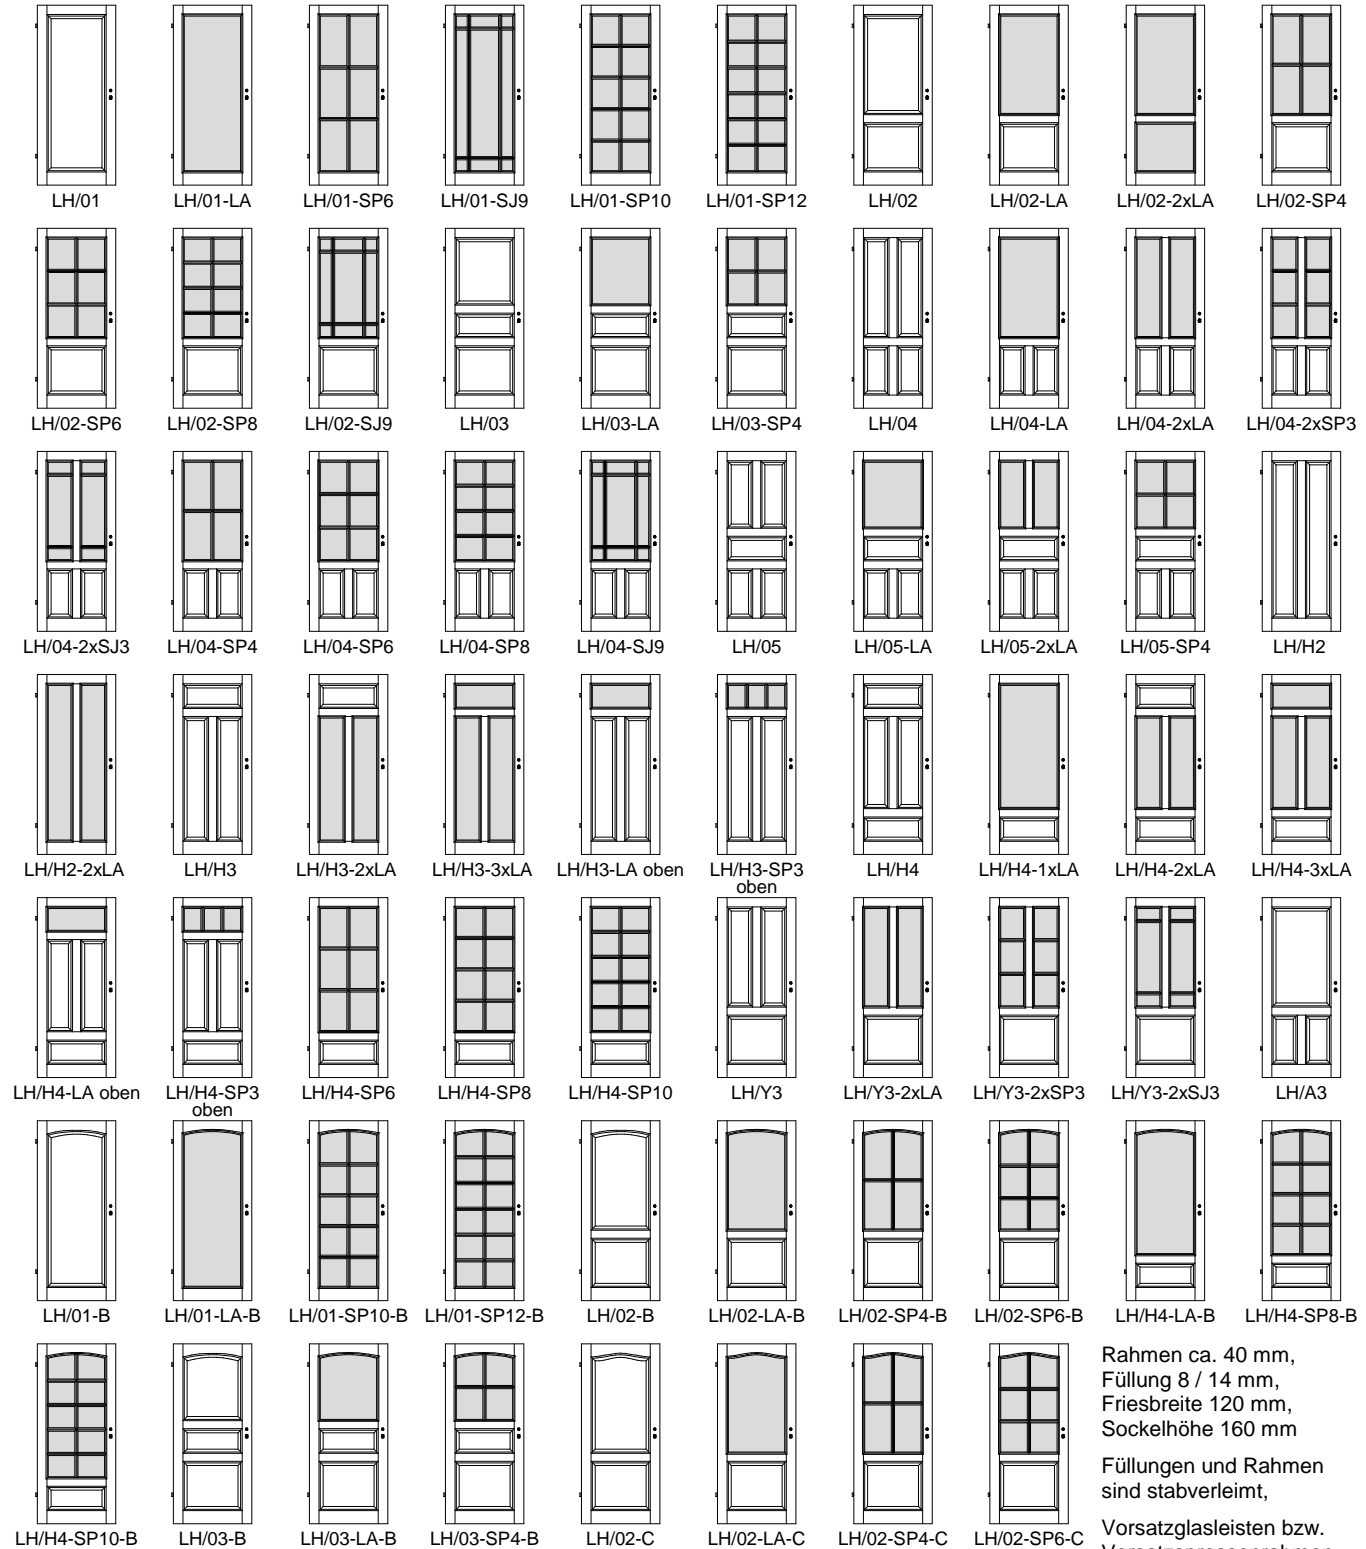 LH/01 LH/01-LA LH/01-SP6 LH/01-SJ9 LH/01-SP10 LH/01-SP12 LH/02 LH/02-LA LH/02-2xLA LH/02-SP4
LH/02-SP6 LH/02-SP8 LH/02-SJ9 LH/03 LH/03-LA LH/03-SP4 LH/04 LH/04-LA LH/04-2xLA LH/04-2xSP3
LH/04-2xSJ3 LH/04-SP4 LH/04-SP6 LH/04-SP8 LH/04-SJ9 LH/05 LH/05-LA LH/05-2xLA LH/05-SP4 LH/H2
LH/H2-2xLA LH/H3 LH/H3-2xLA LH/H3-3xLA LH/H3-LA oben LH/H3-SP3 LH/H4 LH/H4-1xLA LH/H4-2xLA LH/H4-3xLA
oben
LH/H4-LA oben LH/H4-SP3 LH/H4-SP6 LH/H4-SP8 LH/H4-SP10 LH/Y3 LH/Y3-2xLA LH/Y3-2xSP3 LH/Y3-2xSJ3 LH/A3
oben
LH/01-B LH/01-LA-B LH/01-SP10-B LH/01-SP12-B LH/02-B LH/02-LA-B LH/02-SP4-B LH/02-SP6-B LH/H4-LA-B LH/H4-SP8-B
LH/H4-SP10-B LH/03-B LH/03-LA-B LH/03-SP4-B LH/02-C LH/02-LA-C LH/02-SP4-C LH/02-SP6-C
Rahmen ca. 40 mm,
Füllung 8 / 14 mm,
Friesbreite 120 mm,
Sockelhöhe 160 mm
Füllungen und Rahmen
sind stabverleimt,
Vorsatzglasleisten bzw.